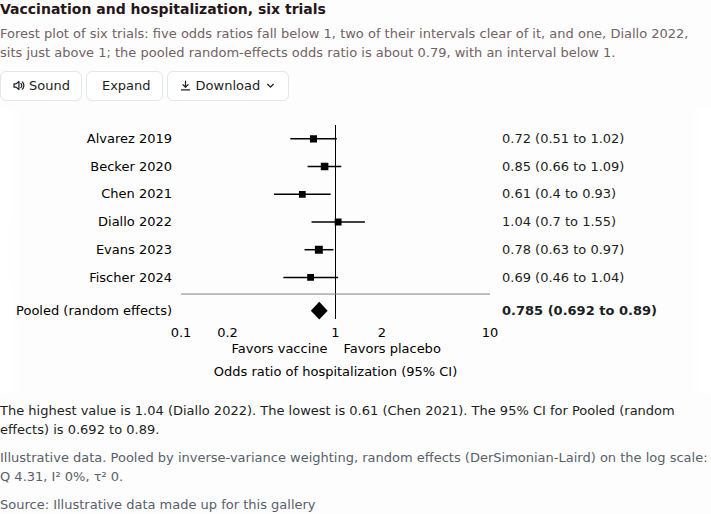 Vaccination and hospitalization, six trials
Forest plot of six trials: five odds ratios fall below 1, two of their intervals clear of it, and one, Diallo 2022,
sits just above 1; the pooled random-effects odds ratio is about 0.79, with an interval below 1.
Sound Expand Download
Alvarez 2019 0.72 (0.51 to 1.02)
Becker 2020 0.85 (0.66 to 1.09)
Chen 2021 0.61 (0.4 to 0.93)
Diallo 2022 1.04 (0.7 to 1.55)
Evans 2023 0.78 (0.63 to 0.97)
Fischer 2024 0.69 (0.46 to 1.04)
Pooled (random effects) 0.785 (0.692 to 0.89)
0.1 0.2 1 2 10
Favors vaccine Favors placebo
Odds ratio of hospitalization (95% CI)
The highest value is 1.04 (Diallo 2022). The lowest is 0.61 (Chen 2021). The 95% CI for Pooled (random
effects) is 0.692 to 0.89.
Illustrative data. Pooled by inverse-variance weighting, random effects (DerSimonian-Laird) on the log scale:
Q 4.31, I² 0%, τ² 0.
Source: Illustrative data made up for this gallery